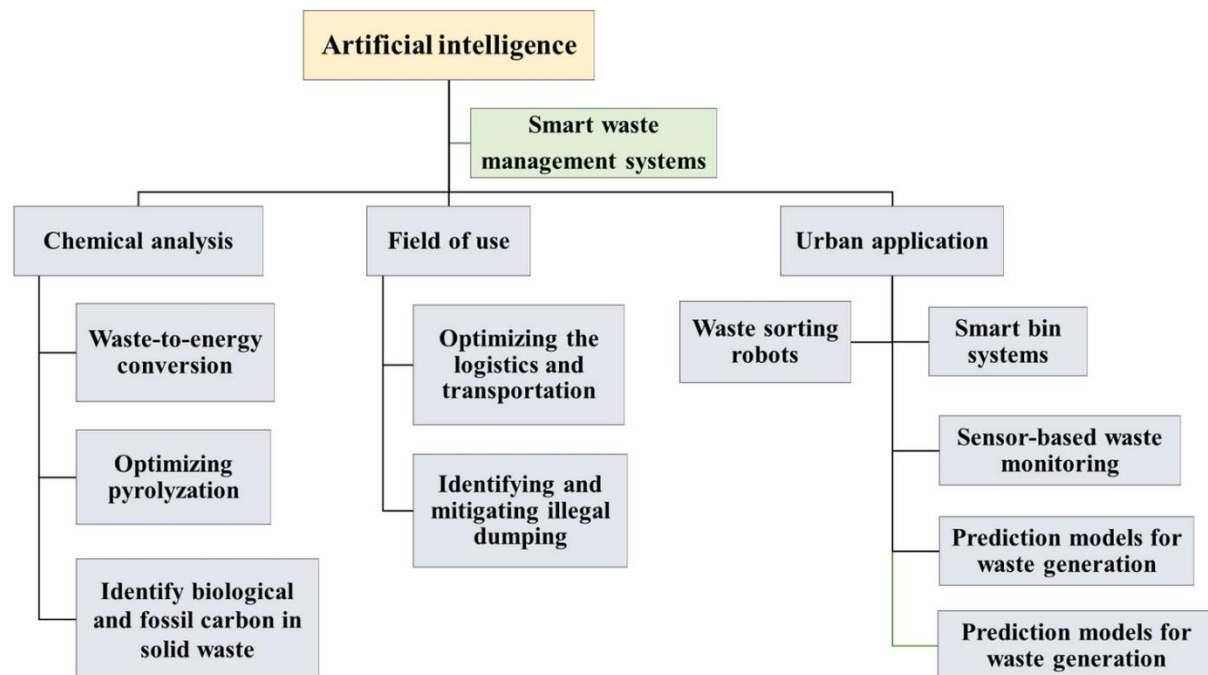 Artificial intelligence
Smart waste
management systems
Chemical analysis
Field of use
Urban application
Waste-to-energy
conversion
Optimizing
pyrolyzation
Identify biological
and fossil carbon in
solid waste
Optimizing the
logistics and
transportation
Identifying and
mitigating illegal
dumping
Waste sorting
robots
Smart bin
systems
Sensor-based waste
monitoring
Prediction models for
waste generation
Prediction models for
waste generation